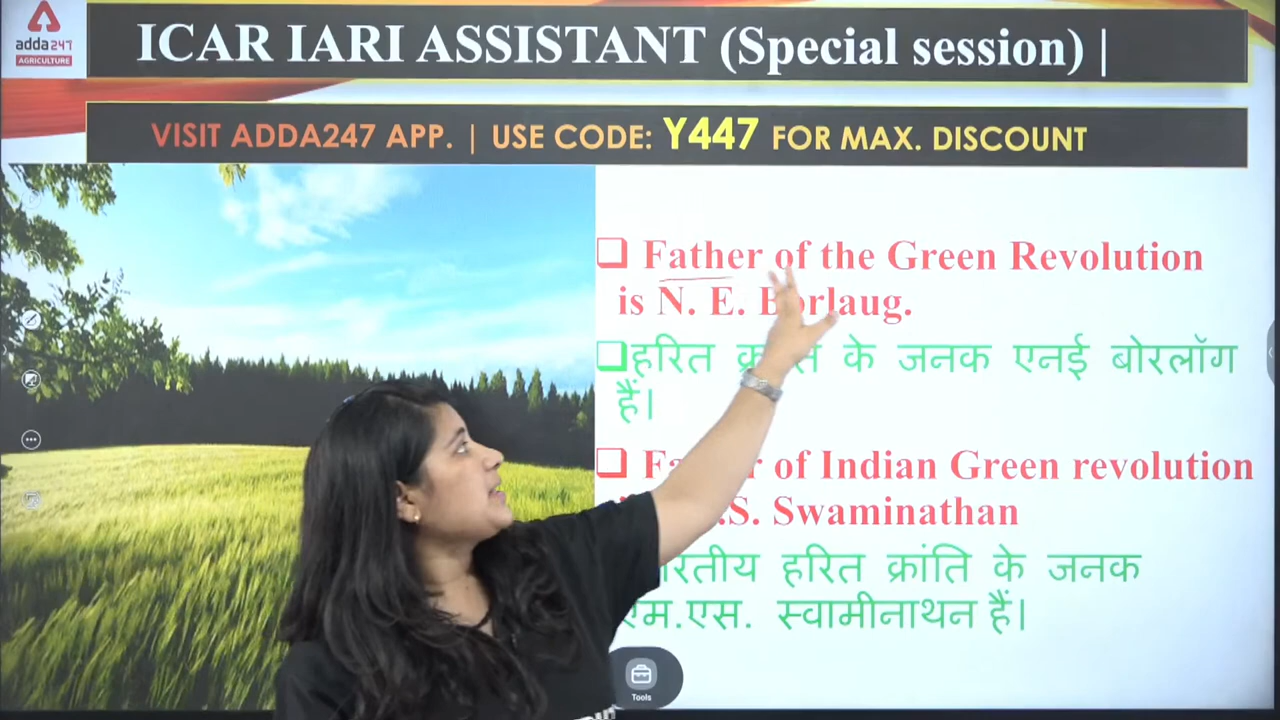 adda247
AGRICULTURE
ICAR IARI ASSISTANT (Special session) |
VISIT ADDA247 APP. | USE CODE: Y447 FOR MAX. DISCOUNT
Father of the Green Revolution
is N. E. Borlaug.
हरित के जनक एनई बोरलॉग
हैं।
of Indian Green revolution
.S. Swaminathan
हरित क्रांति के जनक
स्वामीनाथन हैं।
Tools